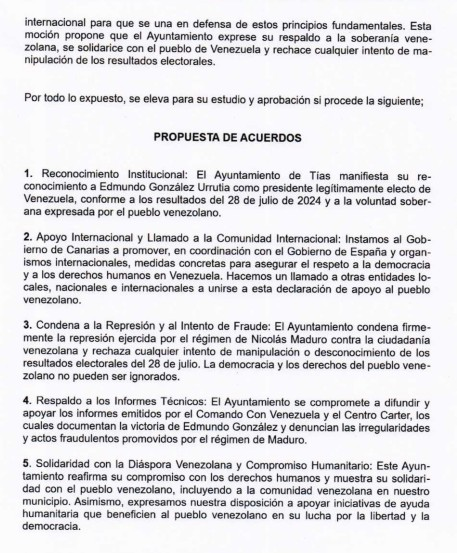 internacional para que se una en defensa de estos principios fundamentales. Esta
moción propone que el Ayuntamiento exprese su respaldo a la soberanía vene-
zolana, se solidarice con el pueblo de Venezuela y rechace cualquier intento de ma-
nipulación de los resultados electorales.
Por todo lo expuesto, se eleva para su estudio y aprobación si procede la siguiente;
PROPUESTA DE ACUERDOS
1. Reconocimiento Institucional: El Ayuntamiento de Tías manifiesta su re-
conocimiento a Edmundo González Urrutia como presidente legítimamente electo de
Venezuela, conforme a los resultados del 28 de julio de 2024 y a la voluntad sober-
ana expresada por el pueblo venezolano.
2. Apoyo Internacional y Llamado a la Comunidad Internacional: Instamos al Gob-
ierno de Canarias a promover, en coordinación con el Gobierno de España y organ-
ismos internacionales, medidas concretas para asegurar el respeto a la democracia
y a los derechos humanos en Venezuela. Hacemos un llamado a otras entidades lo-
cales, nacionales e internacionales a unirse a esta declaración de apoyo al pueblo
venezolano.
3. Condena a la Represión y al Intento de Fraude: El Ayuntamiento condena firme-
mente la represión ejercida por el régimen de Nicolás Maduro contra la ciudadanía
venezolana y rechaza cualquier intento de manipulación o desconocimiento de los
resultados electorales del 28 de julio. La democracia y los derechos del pueblo vene-
zolano no pueden ser ignorados.
4. Respaldo a los Informes Técnicos: El Ayuntamiento se compromete a difundir y
apoyar los informes emitidos por el Comando Con Venezuela y el Centro Carter, los
cuales documentan la victoria de Edmundo González y denuncian las irregularidades
y actos fraudulentos promovidos por el régimen de Maduro.
5. Solidaridad con la Diáspora Venezolana y Compromiso Humanitario: Este Ayun-
tamiento reafirma su compromiso con los derechos humanos y muestra su solidari-
dad con el pueblo venezolano, incluyendo a la comunidad venezolana en nuestro
municipio. Asimismo, expresamos nuestra disposición a apoyar iniciativas de ayuda
humanitaria que beneficien al pueblo venezolano en su lucha por la libertad y la
democracia.